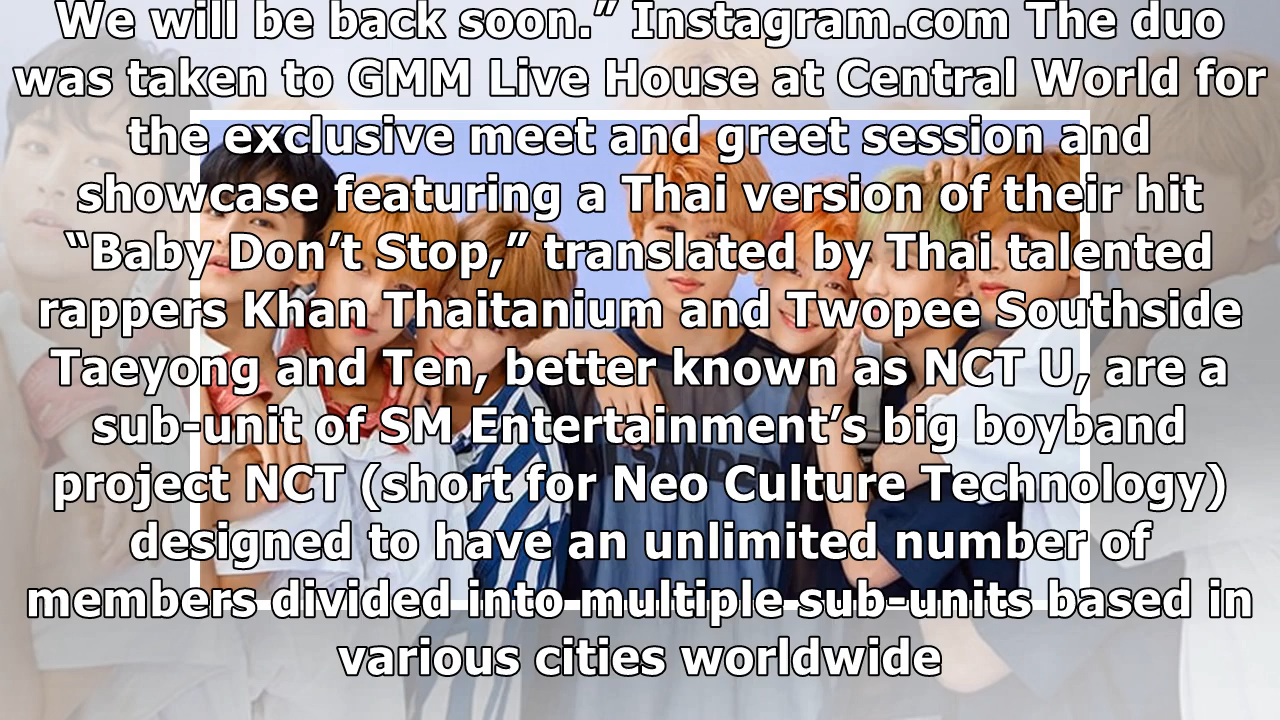 We will be back soon.” Instagram.com The duo
was taken to GMM Live House at Central World for
the exclusive meet and greet session and
showcase featuring a Thai version of their hit
“Baby Don’t Stop,” translated by Thai talented
rappers Khan Thaitanium and Twopee Southside
Taeyong and Ten, better known as NCT U, are a
sub-unit of SM Entertainment’s big boyband
project NCT (short for Neo Culture Technology)
designed to have an unlimited number of
members divided into multiple sub-units based in
various cities worldwide